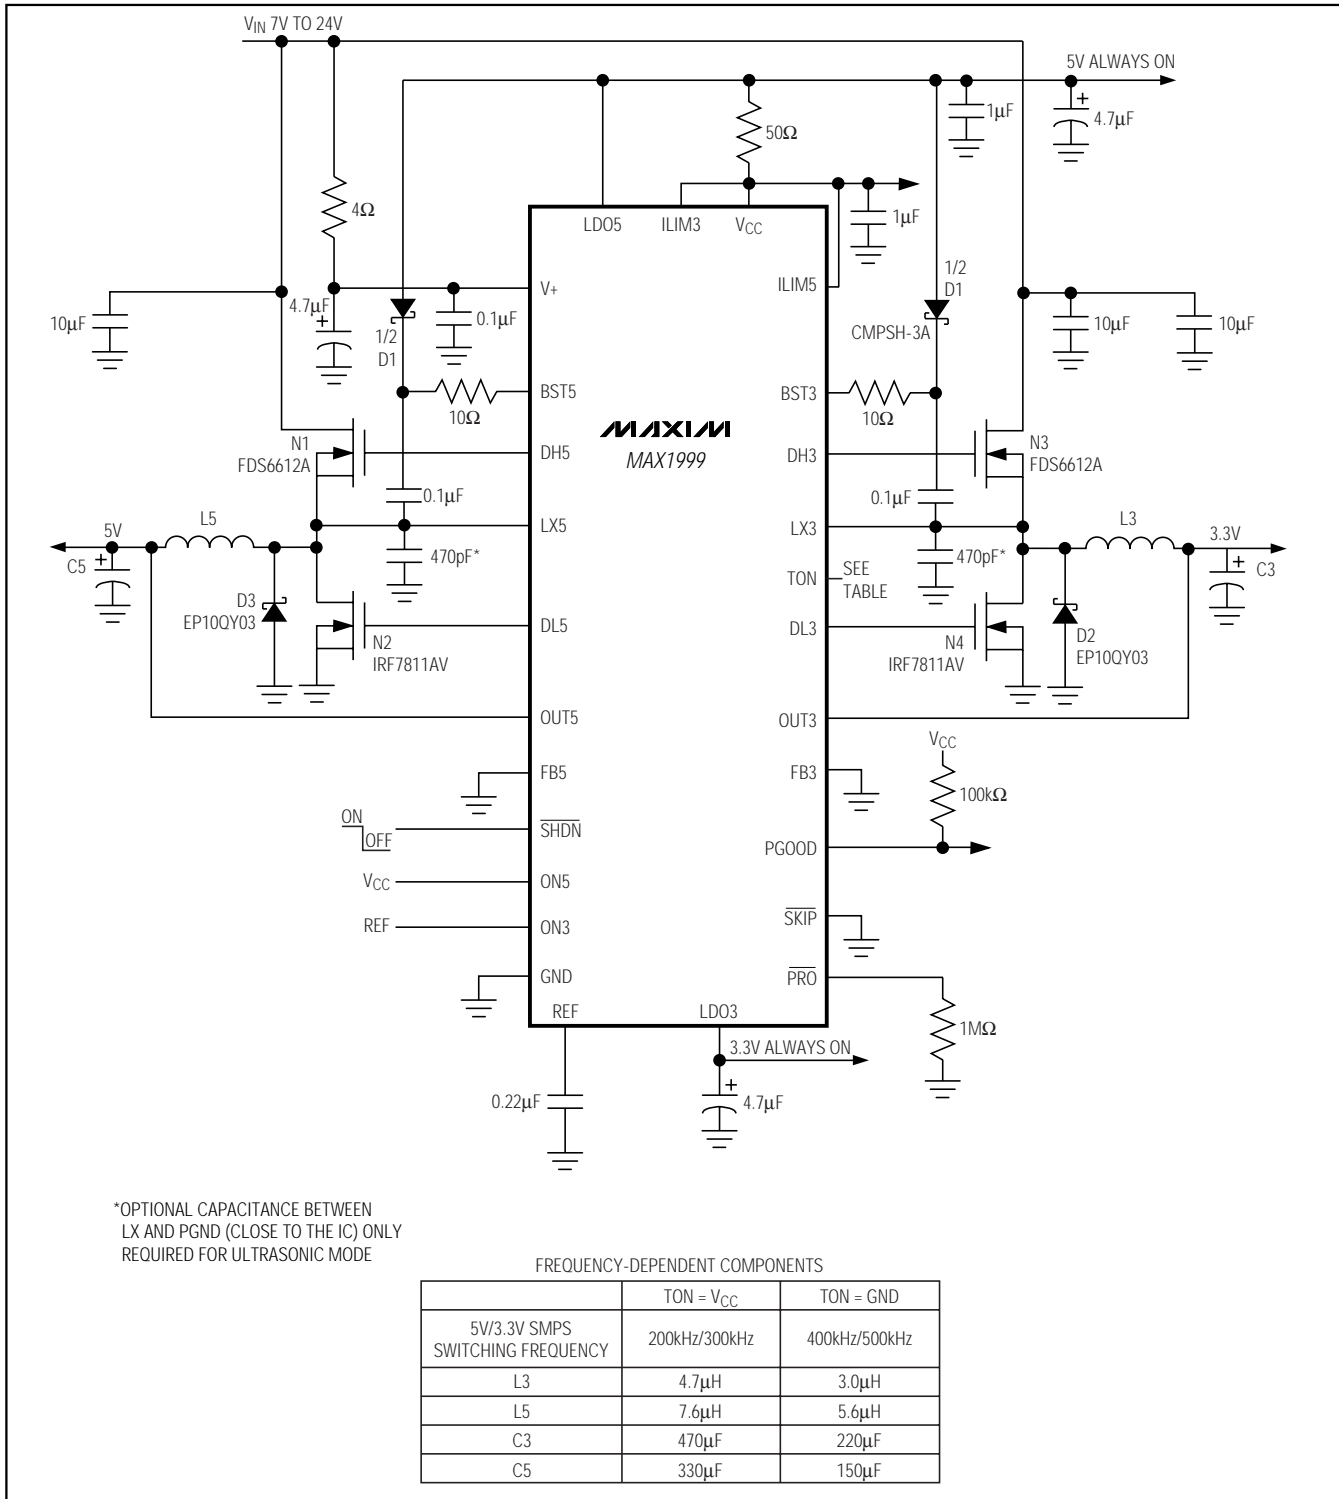 VIN 7V TO 24V
5V ALWAYS ON
1μF
+
4.7μF
50Ω
4Ω
1μF
LDO5
ILIM3
VCC
V+
ILIM5
1/2
D1
CMPSH-3A
10μF
4.7μF
+
1/2
D1
0.1μF
10μF
10μF
BST5
10Ω
BST3
10Ω
MAXIM
MAX1999
N1
FDS6612A
DH5
DH3
N3
FDS6612A
0.1μF
0.1μF
5V
L5
LX5
LX3
L3
3.3V
C5
+
470pF*
470pF*
+
C3
TON
SEE
TABLE
D3
EP10QY03
N2
IRF7811AV
DL5
DL3
N4
IRF7811AV
D2
EP10QY03
OUT5
OUT3
VCC
FB5
FB3
100kΩ
ON
OFF
SHDN
PGOOD
VCC
ON5
SKIP
REF
ON3
GND
PRO
REF
LDO3
1MΩ
3.3V ALWAYS ON
0.22μF
+
4.7μF
*OPTIONAL CAPACITANCE BETWEEN
LX AND PGND (CLOSE TO THE IC) ONLY
REQUIRED FOR ULTRASONIC MODE
FREQUENCY-DEPENDENT COMPONENTS
TON = VCC TON = GND
5V/3.3V SMPS
SWITCHING FREQUENCY 200kHz/300kHz 400kHz/500kHz
L3 4.7μH 3.0μH
L5 7.6μH 5.6μH
C3 470μF 220μF
C5 330μF 150μF